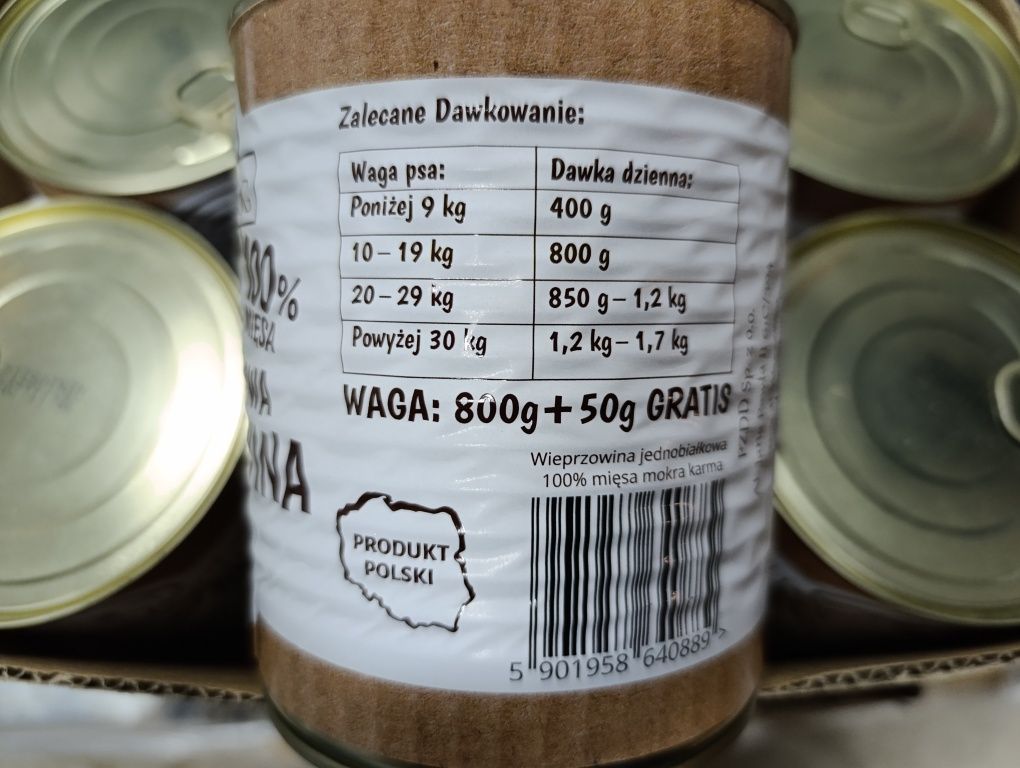 Zalecane Dawkowanie:
Waga psa: Dawka dzienna:
Poniżej 9 kg 400 g
10 – 19 kg 800 g
20 – 29 kg 850 g – 1,2 kg
Powyżej 30 kg 1,2 kg – 1,7 kg
WAGA: 800g + 50g GRATIS
Wieprzowina jednobiałkowa
100% mięsa mokra karma
PRODUKT
POLSKI
5 901958 640889 >
100%